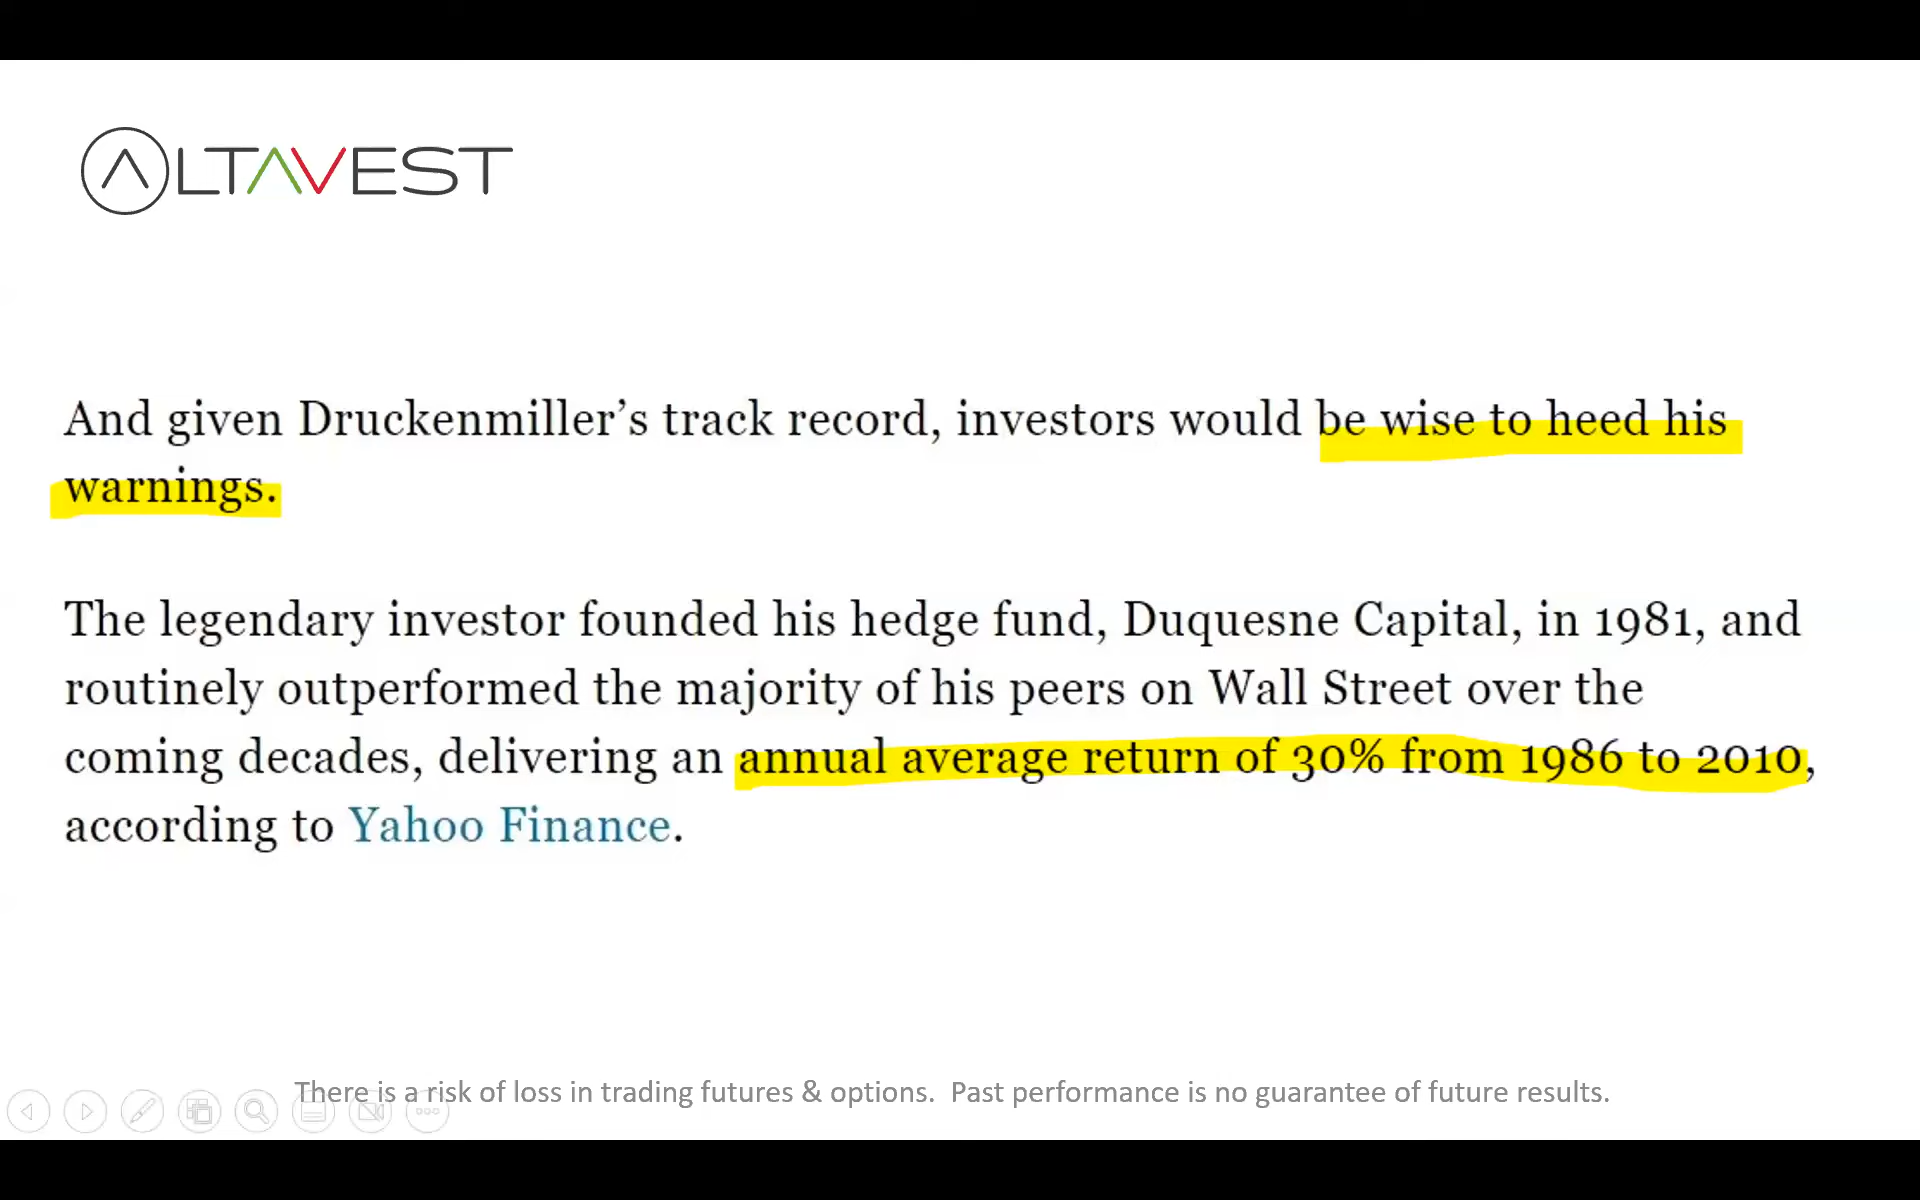 ALTAVEST
And given Druckenmiller’s track record, investors would be wise to heed his
warnings.
The legendary investor founded his hedge fund, Duquesne Capital, in 1981, and
routinely outperformed the majority of his peers on Wall Street over the
coming decades, delivering an annual average return of 30% from 1986 to 2010,
according to Yahoo Finance.
There is a risk of loss in trading futures & options.  Past performance is no guarantee of future results.